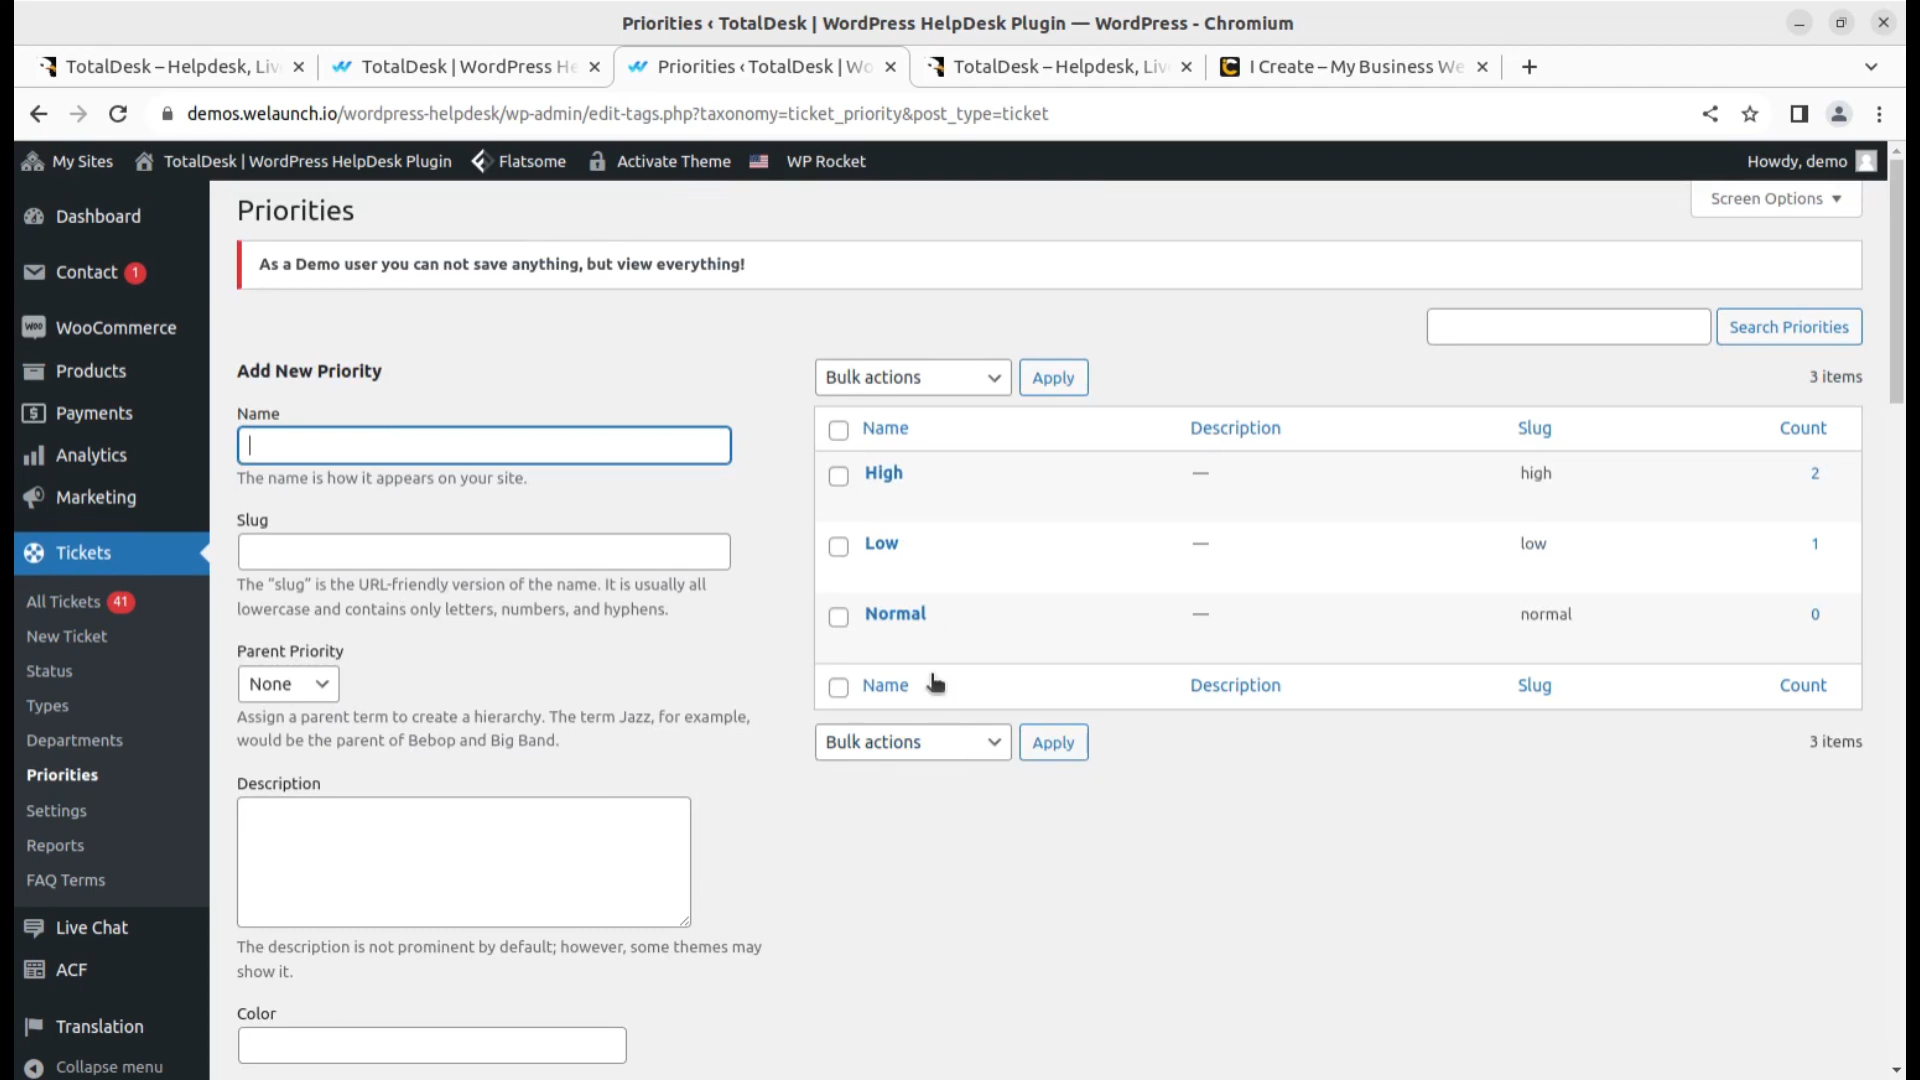 Priorities ‹ TotalDesk | WordPress HelpDesk Plugin — WordPress - Chromium
TotalDesk – Helpdesk, Liv
TotalDesk | WordPress He
Priorities ‹ TotalDesk | Wo
TotalDesk – Helpdesk, Liv
I Create – My Business We
demos.welaunch.io/wordpress-helpdesk/wp-admin/edit-tags.php?taxonomy=ticket_priority&post_type=ticket
My Sites
TotalDesk | WordPress HelpDesk Plugin
Flatsome
Activate Theme
WP Rocket
Howdy, demo
Dashboard
Contact 1
WooCommerce
Products
Payments
Analytics
Marketing
Tickets
All Tickets 41
New Ticket
Status
Types
Departments
Priorities
Settings
Reports
FAQ Terms
Live Chat
ACF
Translation
Collapse menu
Priorities
Screen Options
As a Demo user you can not save anything, but view everything!
Search Priorities
Add New Priority
Name
The name is how it appears on your site.
Slug
The “slug” is the URL-friendly version of the name. It is usually all
lowercase and contains only letters, numbers, and hyphens.
Parent Priority
None
Assign a parent term to create a hierarchy. The term Jazz, for example,
would be the parent of Bebop and Big Band.
Description
The description is not prominent by default; however, some themes may
show it.
Color
Bulk actions
Apply
3 items
Name Description Slug Count
High — high 2
Low — low 1
Normal — normal 0
Name Description Slug Count
Bulk actions
Apply
3 items